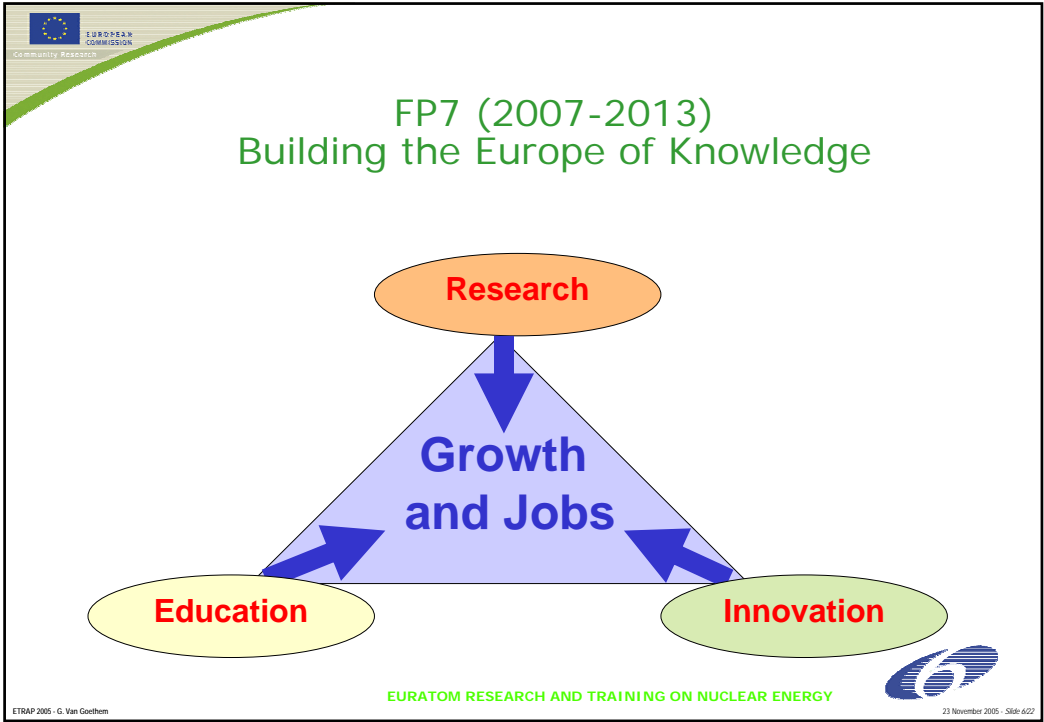 EUROPEAN
COMMISSION
Community Research
FP7 (2007-2013)
Building the Europe of Knowledge
Research
Growth
and Jobs
Education
Innovation
6
EURATOM RESEARCH AND TRAINING ON NUCLEAR ENERGY
ETRAP 2005 - G. Van Goethem
23 November 2005 - Slide 6/22